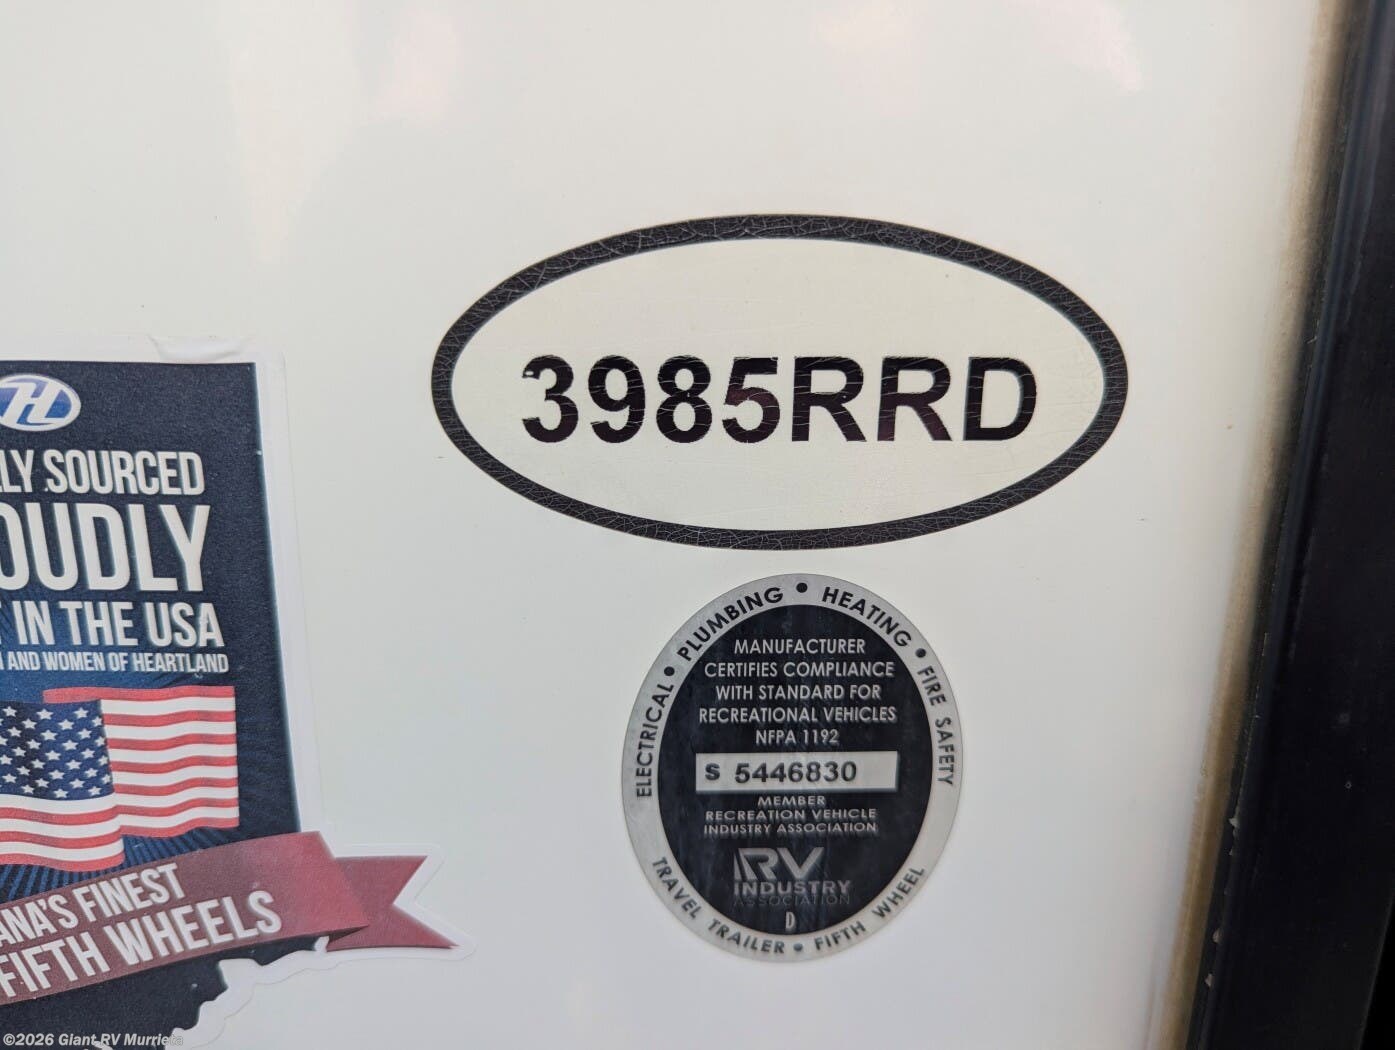 3985RRD
H
LY SOURCED
OUDLY
IN THE USA
AND WOMEN OF HEARTLAND
ANA'S FINEST
FIFTH WHEELS
ELECTRICAL • PLUMBING • HEATING • FIRE SAFETY
MANUFACTURER
CERTIFIES COMPLIANCE
WITH STANDARD FOR
RECREATIONAL VEHICLES
NFPA 1192
S 5446830
MEMBER
RECREATION VEHICLE
INDUSTRY ASSOCIATION
RV
INDUSTRY
ASSOCIATION
D
TRAVEL TRAILER • FIFTH WHEEL
©2026 Giant RV Murrieta